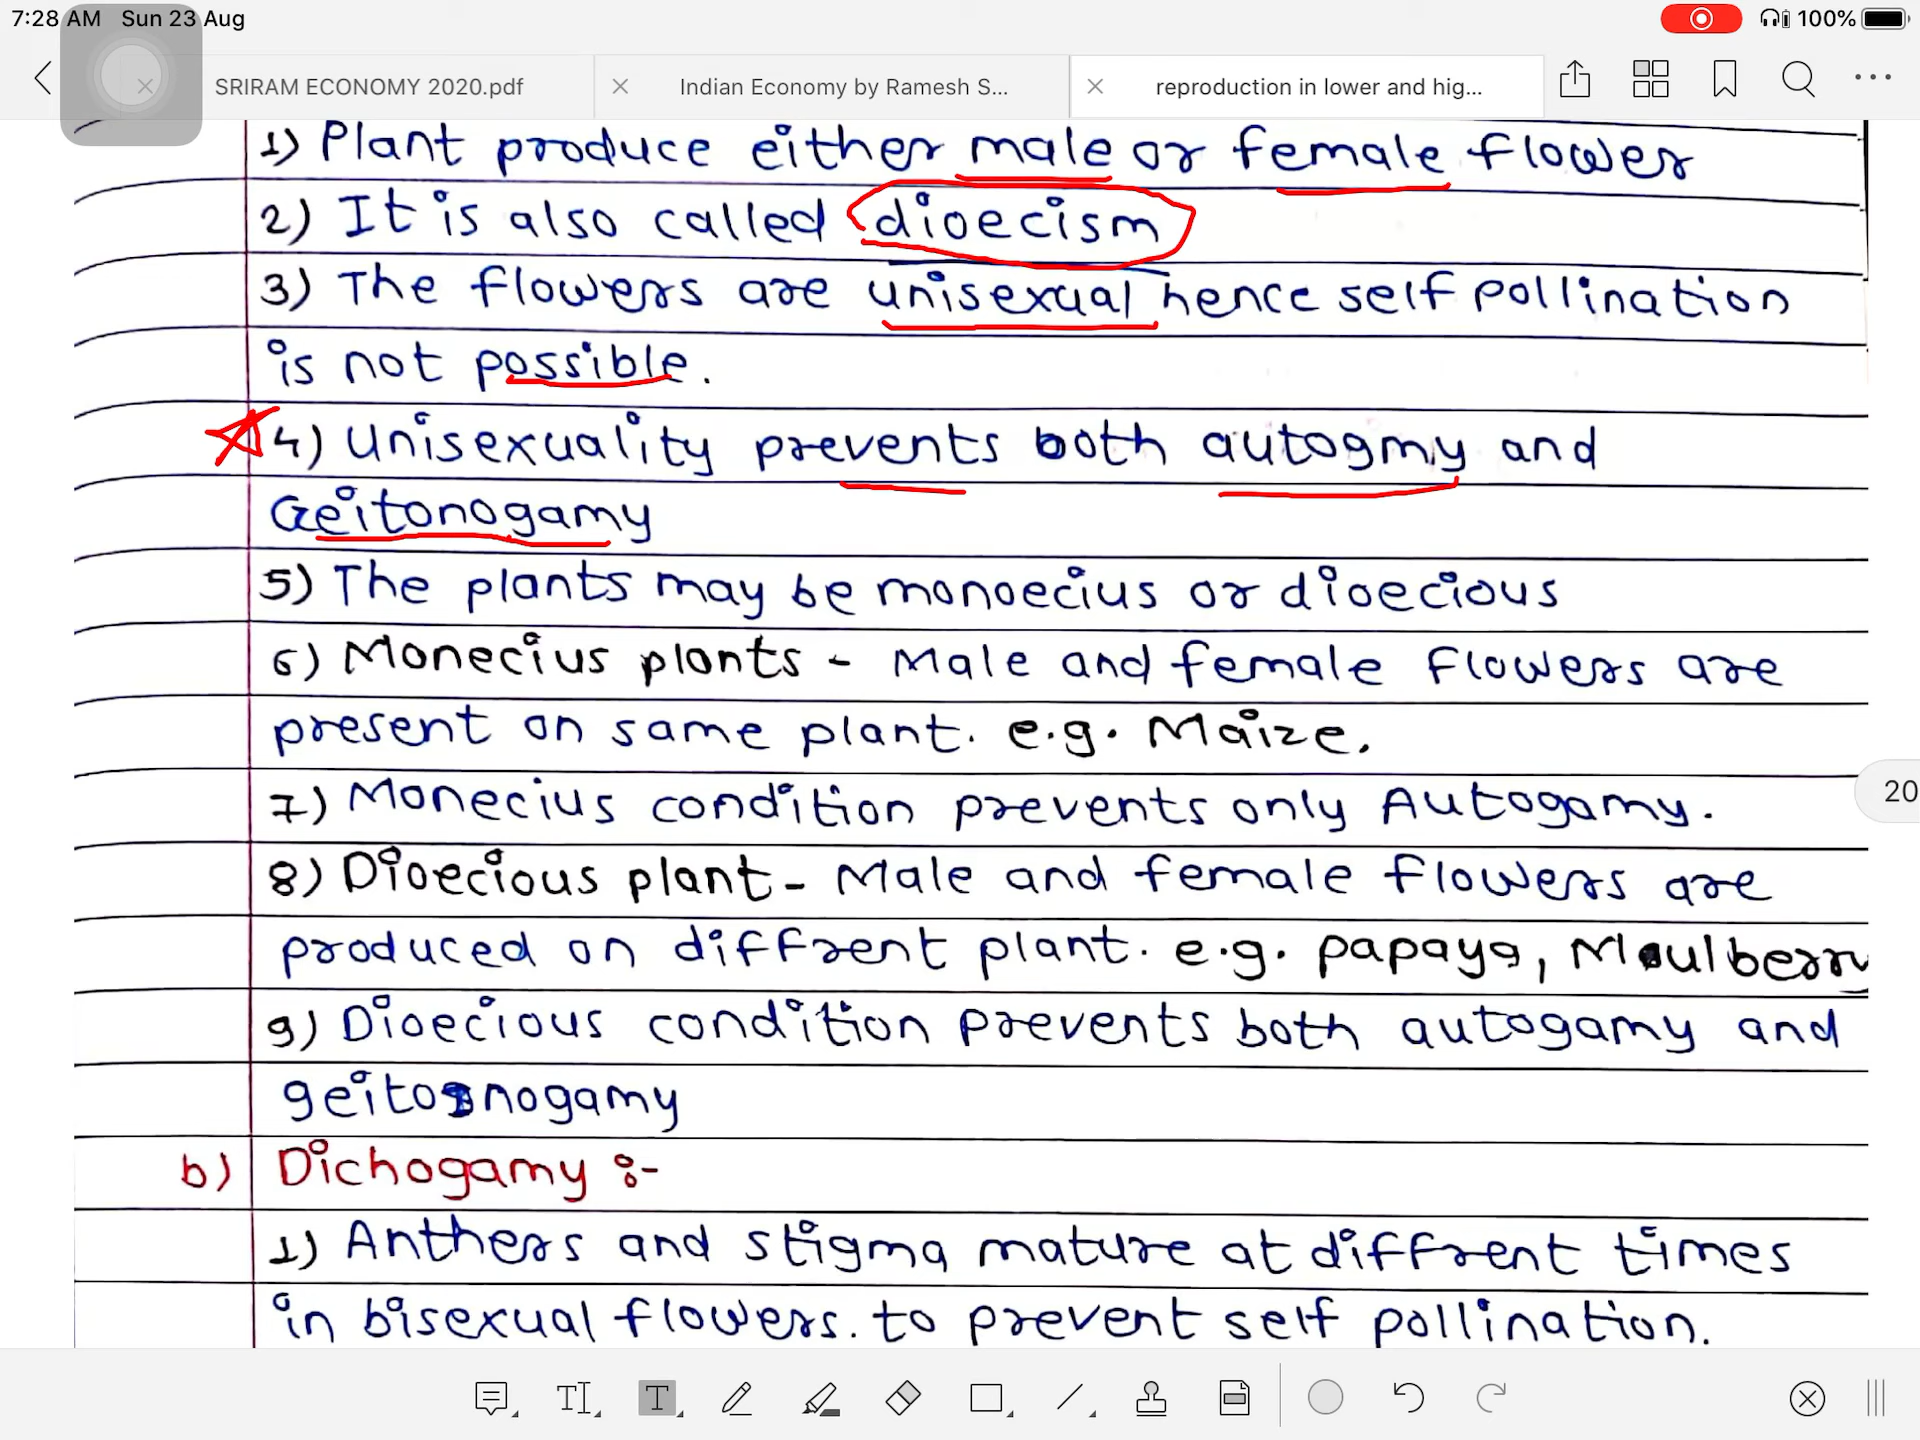 7:28 AM Sun 23 Aug 100%
SRIRAM ECONOMY 2020.pdf Indian Economy by Ramesh S... reproduction in lower and hig...
1) Plant produce either male or female flower
2) It is also called dioecism
3) The flowers are unisexual hence self pollination
is not possible.
4) Unisexuality prevents both autogmy and
Geitonogamy
5) The plants may be monoecius or dioecious
6) Monecius plants - Male and female flowers are
present on same plant. e.g. Maize.
7) Monecius condition prevents only Autogamy.
8) Dioecious plant - Male and female flowers are
produced on diffrent plant. e.g. papaya, Mulberry
9) Dioecious condition prevents both autogamy and
geitonogamy
b) Dichogamy :-
1) Anthers and stigma mature at diffrent times
in bisexual flowers. to prevent self pollination.
20